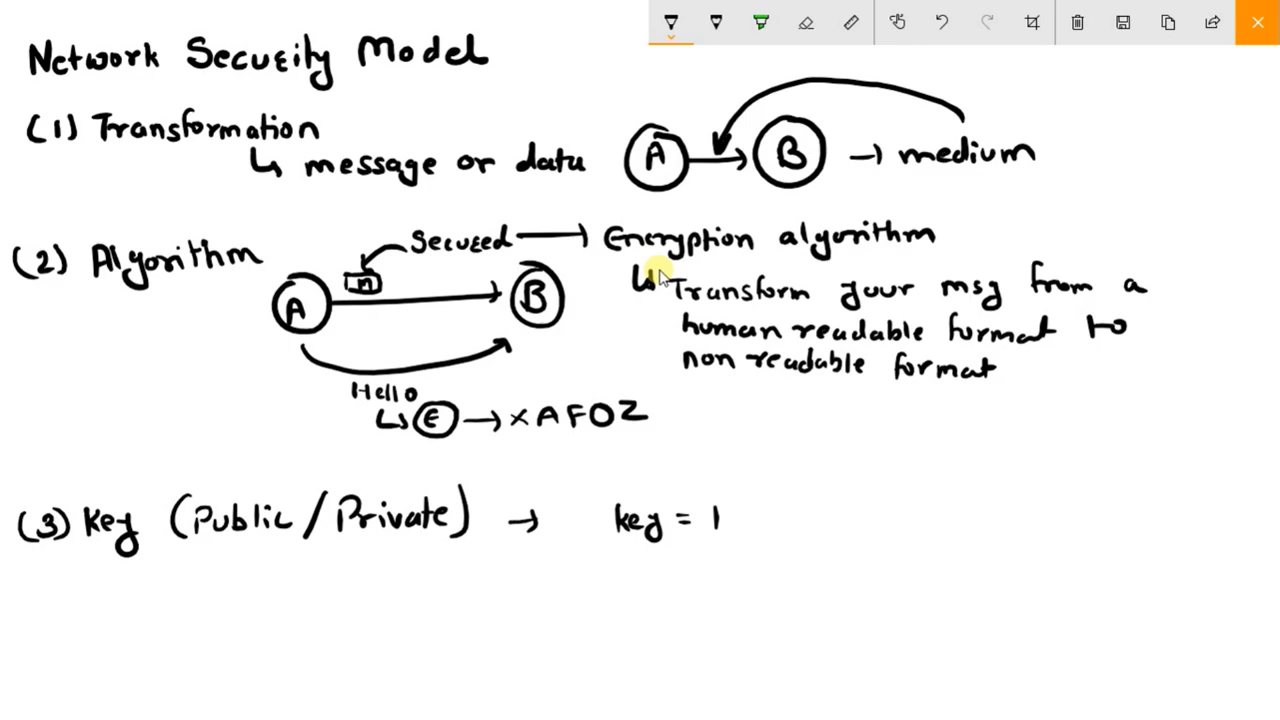 Network Security Model
(1) Transformation
↳ message or data
A → B → medium
(2) Algorithm
secured → Encryption algorithm
m
A B
↳ Transform your msg from a
human readable format to
non readable format
Hello
↳ E → XAFOZ
(3) Key (Public/Private) → key = 1